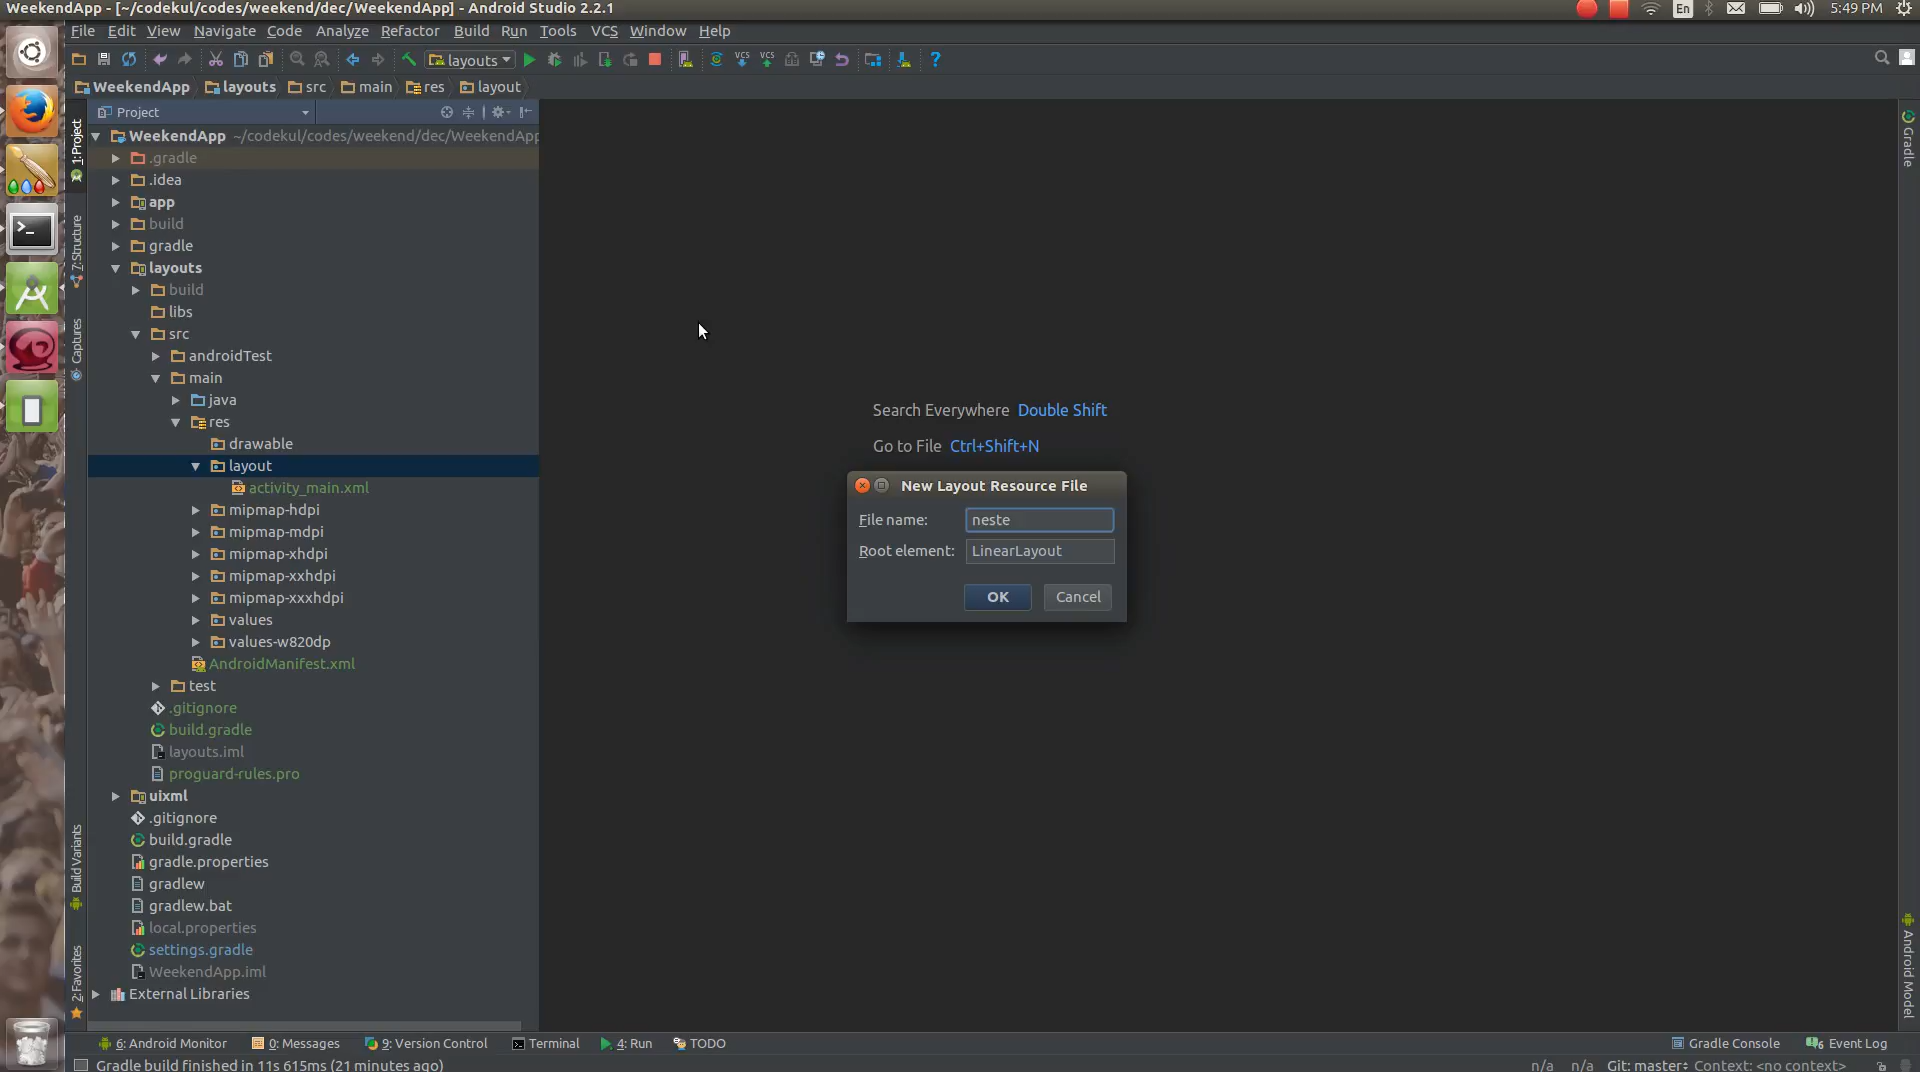 WeekendApp - [~/codekul/codes/weekend/dec/WeekendApp] - Android Studio 2.2.1
En
5:49 PM
File Edit View Navigate Code Analyze Refactor Build Run Tools VCS Window Help
layouts
VCS VCS
WeekendApp layouts src main res layout
Project
WeekendApp ~/codekul/codes/weekend/dec/WeekendApp
.gradle
.idea
app
build
gradle
layouts
build
libs
src
androidTest
main
java
res
drawable
layout
activity_main.xml
mipmap-hdpi
mipmap-mdpi
mipmap-xhdpi
mipmap-xxhdpi
mipmap-xxxhdpi
values
values-w820dp
AndroidManifest.xml
test
.gitignore
build.gradle
layouts.iml
proguard-rules.pro
uixml
.gitignore
build.gradle
gradle.properties
gradlew
gradlew.bat
local.properties
settings.gradle
WeekendApp.iml
External Libraries
1: Project
7: Structure
Captures
Build Variants
2: Favorites
Search Everywhere Double Shift
Go to File Ctrl+Shift+N
New Layout Resource File
File name: neste
Root element: LinearLayout
OK Cancel
Gradle
Android Model
6: Android Monitor 0: Messages 9: Version Control Terminal 4: Run TODO Gradle Console Event Log
Gradle build finished in 11s 615ms (21 minutes ago) n/a n/a Git: master Context: <no context>